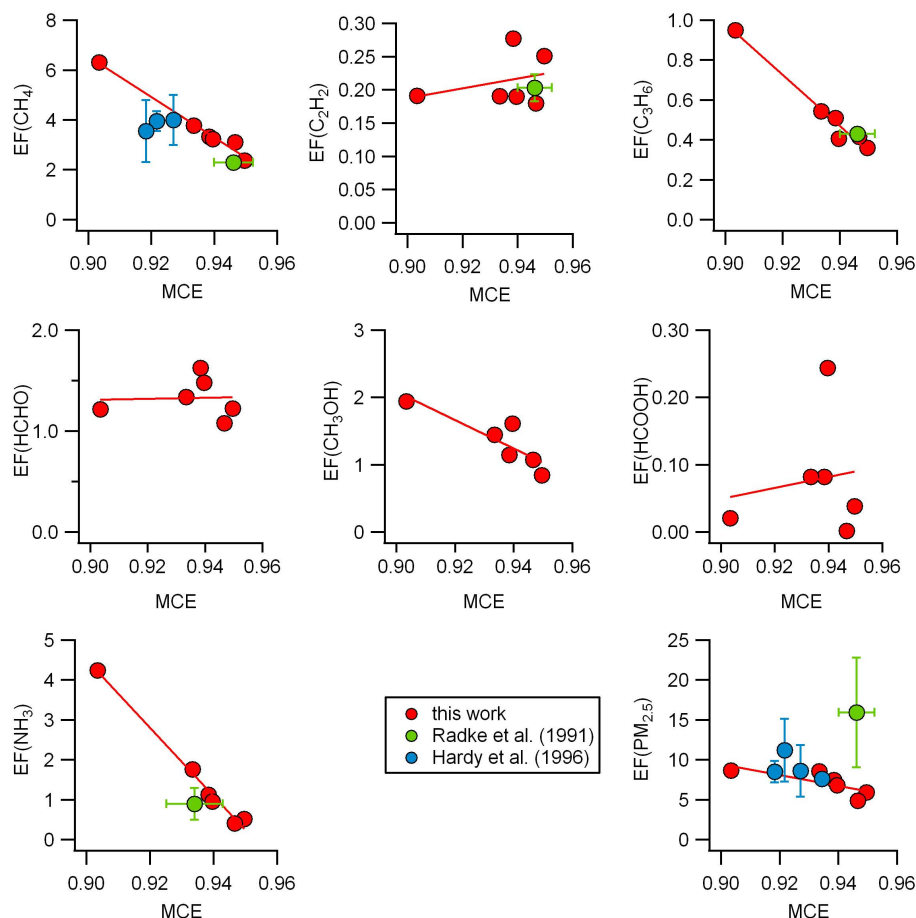 EF(CH4)
8
6
4
2
0
0.90 0.92 0.94 0.96
MCE
EF(C2H2)
0.30
0.25
0.20
0.15
0.10
0.05
0.00
0.90 0.92 0.94 0.96
MCE
EF(C3H6)
1.0
0.8
0.6
0.4
0.2
0.0
0.90 0.92 0.94 0.96
MCE
EF(HCHO)
2.0
1.0
0.0
0.90 0.92 0.94 0.96
MCE
EF(CH3OH)
3
2
1
0
0.90 0.92 0.94 0.96
MCE
EF(HCOOH)
0.30
0.20
0.10
0.00
0.90 0.92 0.94 0.96
MCE
EF(NH3)
5
4
3
2
1
0
0.90 0.92 0.94 0.96
MCE
this work
Radke et al. (1991)
Hardy et al. (1996)
EF(PM2.5)
25
20
15
10
5
0
0.90 0.92 0.94 0.96
MCE